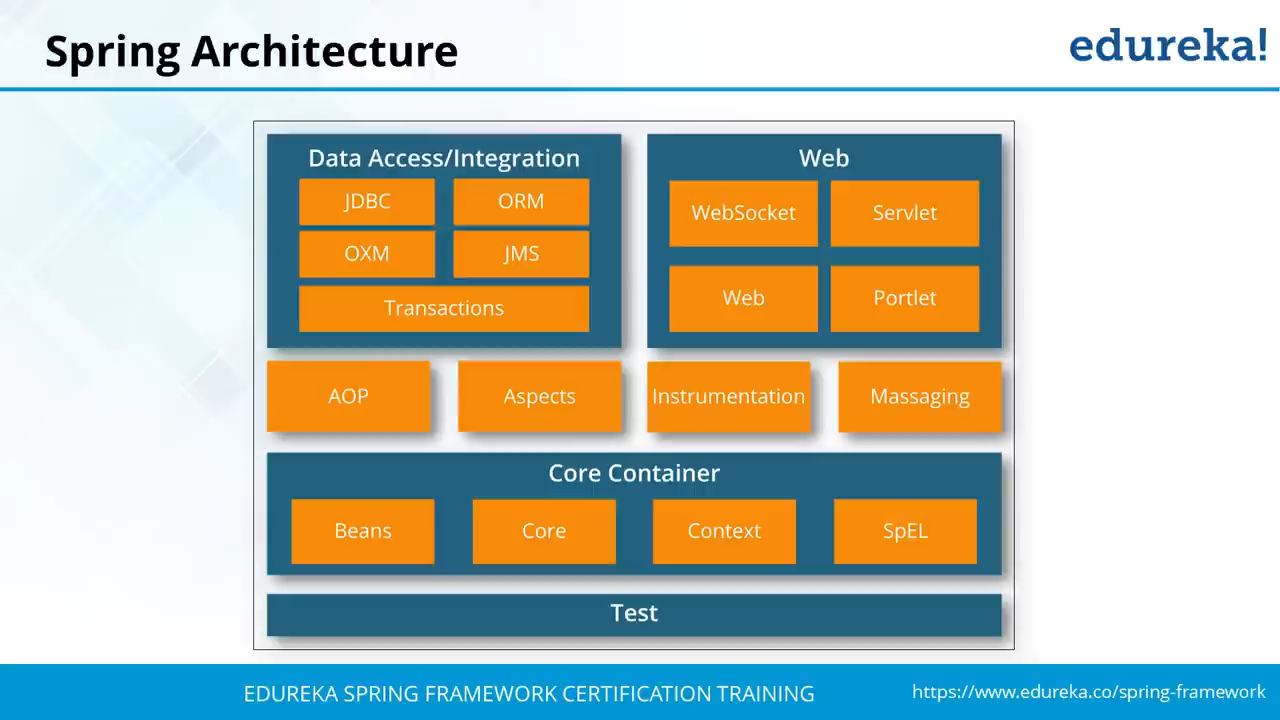 Spring Architecture
edureka!
Data Access/Integration
JDBC
ORM
OXM
JMS
Transactions
Web
WebSocket
Servlet
Web
Portlet
AOP
Aspects
Instrumentation
Massaging
Core Container
Beans
Core
Context
SpEL
Test
EDUREKA SPRING FRAMEWORK CERTIFICATION TRAINING
https://www.edureka.co/spring-framework